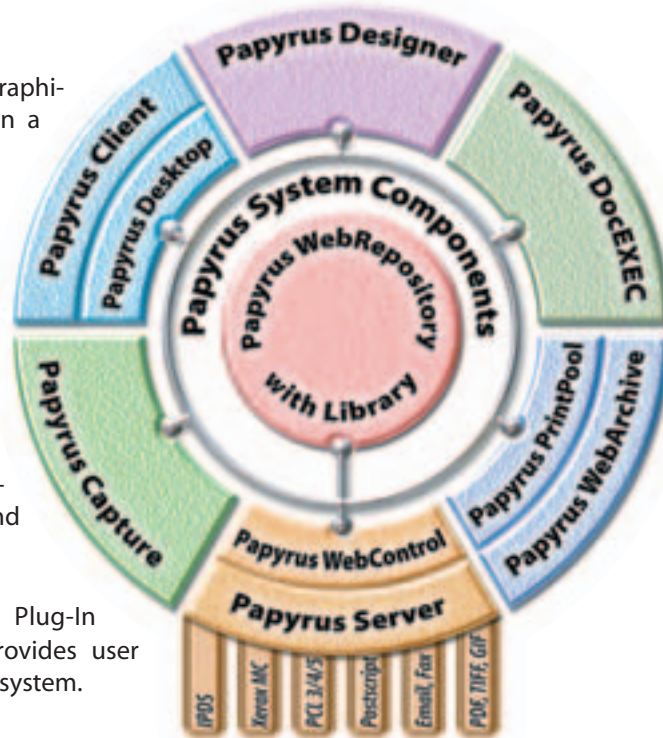 raphi-
n a
-
nd
Plug-In
rovides user
system.
Papyrus Designer
Papyrus Client
Papyrus Desktop
Papyrus DocEXEC
Papyrus System Components
Papyrus WebRepository
with Library
Papyrus Capture
Papyrus PrintPool
Papyrus WebArchive
Papyrus WebControl
Papyrus Server
IPDS
Xerox MC
PCL 3/4/5
Postscript
Email, Fax
PDF, TIFF, GIF